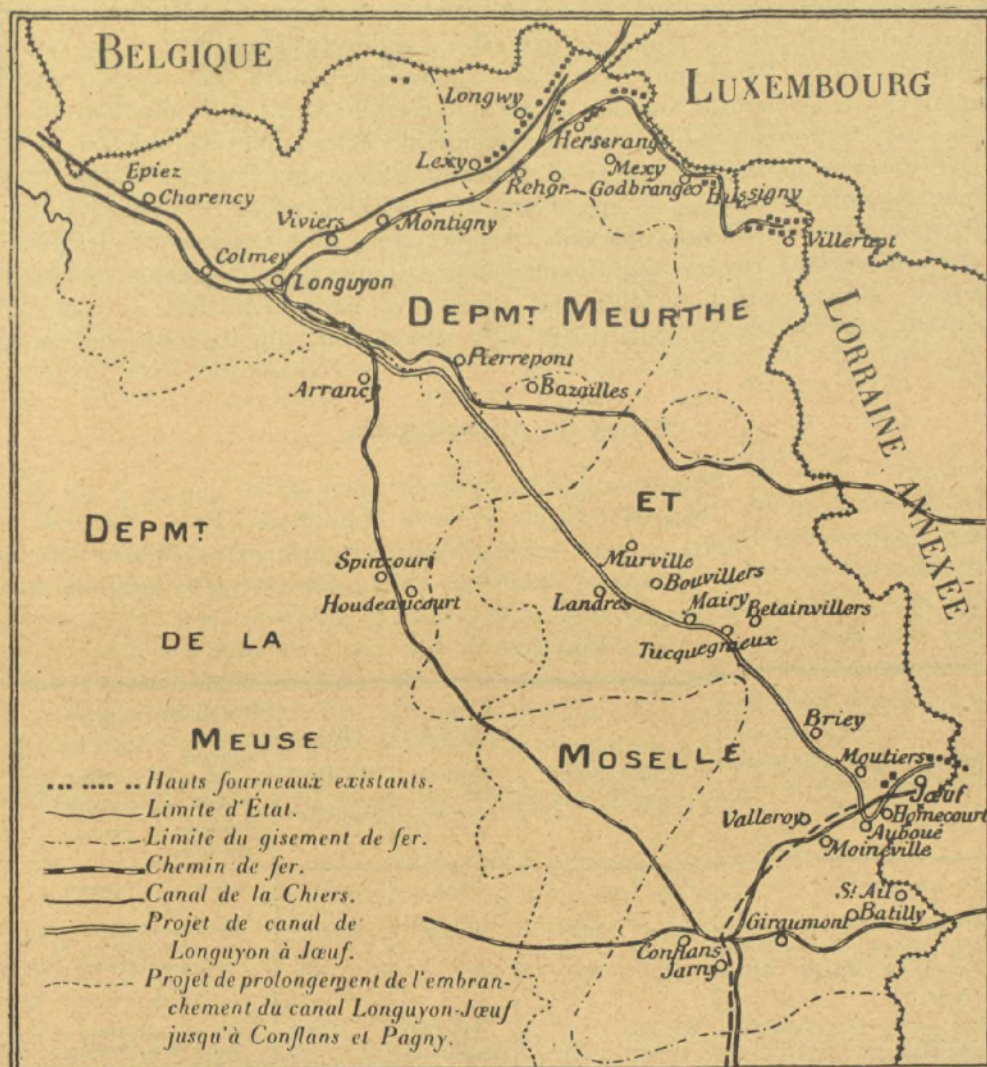 BELGIQUE
LUXEMBOURG
Longwy
Herserange
Lexy
Mexy
Rehon
Godbrange
Hussigny
Epiez
Charency
Viviers
Montigny
Villerupt
Colmey
Longuyon
DEPMT MEURTHE
LORRAINE ANNEXÉE
Pierrepont
Arrancy
Bazailles
ET
DEPMT
Murville
Spincourt
Bouvillers
Houdeaucourt
Landres
Mairy
Betainvillers
DE LA
Tucquegnieux
Briey
MEUSE
MOSELLE
Moutiers
Jœuf
Valleroy
Homecourt
Auboué
Moineville
St Ail
Giraumont
Batilly
Conflans
Jarny
Hauts fourneaux existants.
Limite d'État.
Limite du gisement de fer.
Chemin de fer.
Canal de la Chiers.
Projet de canal de
Longuyon à Jœuf.
Projet de prolongement de l'embran-
chement du canal Longuyon-Jœuf
jusqu'à Conflans et Pagny.